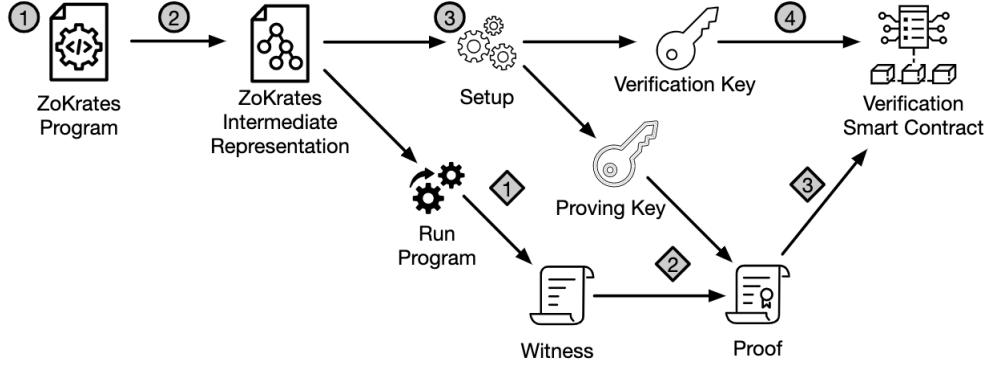 1
2
3
4
</>
ZoKrates
Program
ZoKrates
Intermediate
Representation
Setup
Verification Key
Verification
Smart Contract
1
Run
Program
Proving Key
3
2
Witness
Proof